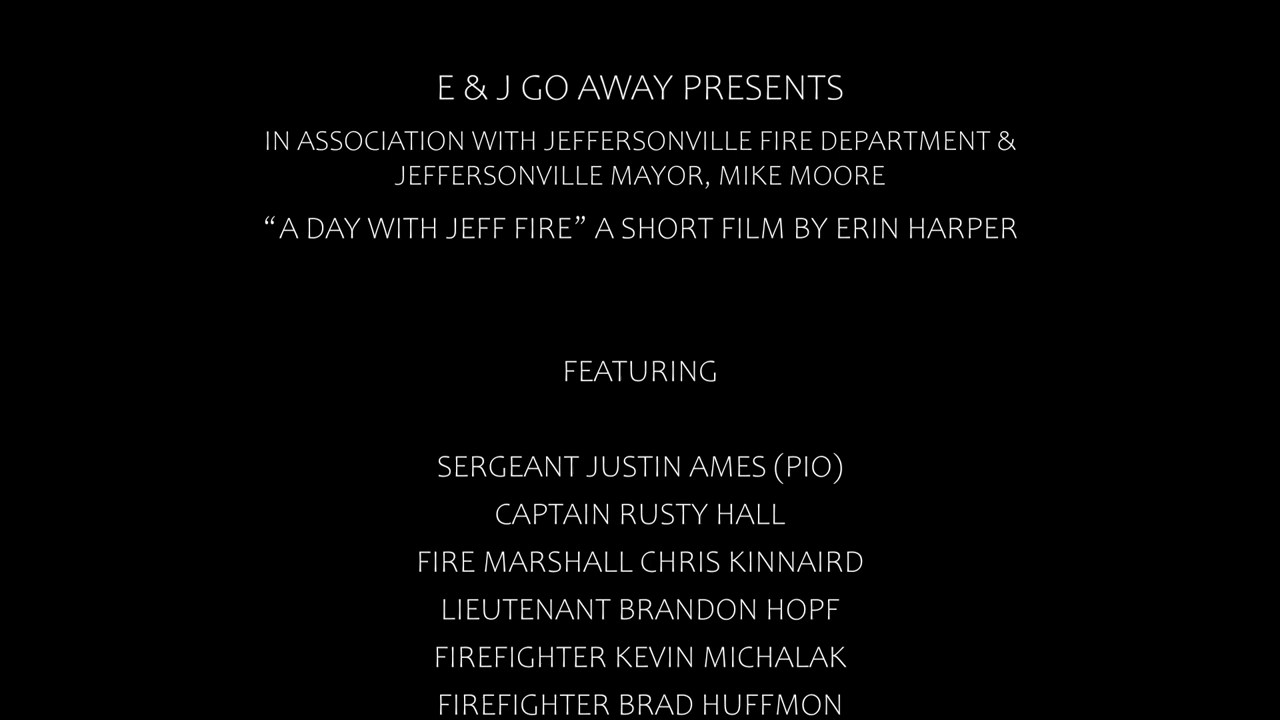 E & J GO AWAY PRESENTS
IN ASSOCIATION WITH JEFFERSONVILLE FIRE DEPARTMENT &
JEFFERSONVILLE MAYOR, MIKE MOORE
“A DAY WITH JEFF FIRE” A SHORT FILM BY ERIN HARPER
FEATURING
SERGEANT JUSTIN AMES (PIO)
CAPTAIN RUSTY HALL
FIRE MARSHALL CHRIS KINNAIRD
LIEUTENANT BRANDON HOPF
FIREFIGHTER KEVIN MICHALAK
FIREFIGHTER BRAD HUFFMON